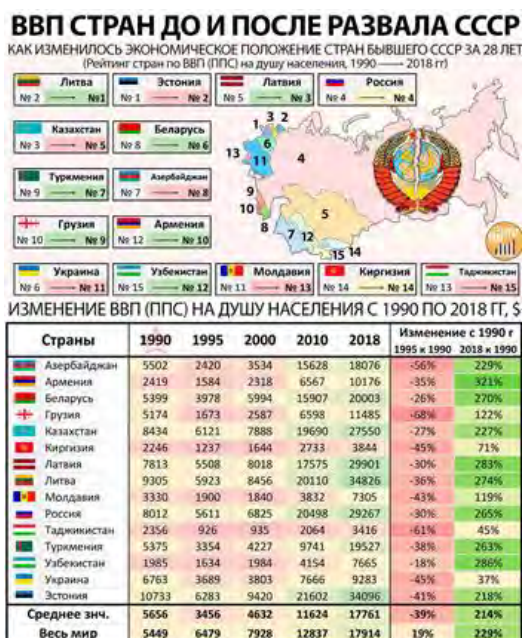 ВВП СТРАН ДО И ПОСЛЕ РАЗВАЛА СССР
КАК ИЗМЕНИЛОСЬ ЭКОНОМИЧЕСКОЕ ПОЛОЖЕНИЕ СТРАН БЫВШЕГО СССР ЗА 28 ЛЕТ
(Рейтинг стран по ВВП (ППС) на душу населения, 1990 —— 2018 гг)
Литва Эстония Латвия Россия
№ 2 № 1 № 1 № 2 № 5 № 3 № 4 № 4
Казахстан Беларусь
№ 3 № 5 № 8 № 6
Туркмения Азербайджан
№ 9 № 7 № 7 № 8
Грузия Армения
№ 10 № 9 № 12 № 10
1 3 2
6
13 11 4
9
10
8 5
7 12
15 14
Украина Узбекистан Молдавия Киргизия Таджикистан
№ 6 № 11 № 15 № 12 № 11 № 13 № 14 № 14 № 13 № 15
ИЗМЕНЕНИЕ ВВП (ППС) НА ДУШУ НАСЕЛЕНИЯ С 1990 ПО 2018 ГГ, $
Страны 1990 1995 2000 2010 2018 Изменение с 1990 г
1995 к 1990 2018 к 1990
Азербайджан 5502 2420 3534 15628 18076 -56% 229%
Армения 2419 1584 2318 6567 10176 -35% 321%
Беларусь 5399 3978 5994 15907 20003 -26% 270%
Грузия 5174 1673 2587 6598 11485 -68% 122%
Казахстан 8434 6121 7888 19690 27550 -27% 227%
Киргизия 2246 1237 1644 2733 3844 -45% 71%
Латвия 7813 5508 8018 17575 29901 -30% 283%
Литва 9305 5923 8456 20110 34826 -36% 274%
Молдавия 3330 1900 1840 3832 7305 -43% 119%
Россия 8012 5611 6825 20498 29267 -30% 265%
Таджикистан 2356 926 935 2064 3416 -61% 45%
Туркмения 5375 3354 4227 9741 19527 -38% 263%
Узбекистан 1985 1634 1984 4154 7665 -18% 286%
Украина 6763 3689 3803 7666 9283 -45% 37%
Эстония 10733 6283 9420 21602 34096 -41% 218%
Среднее знч. 5656 3456 4632 11624 17761 -39% 214%
Весь мир 5449 6479 7928 12837 17914 19% 229%